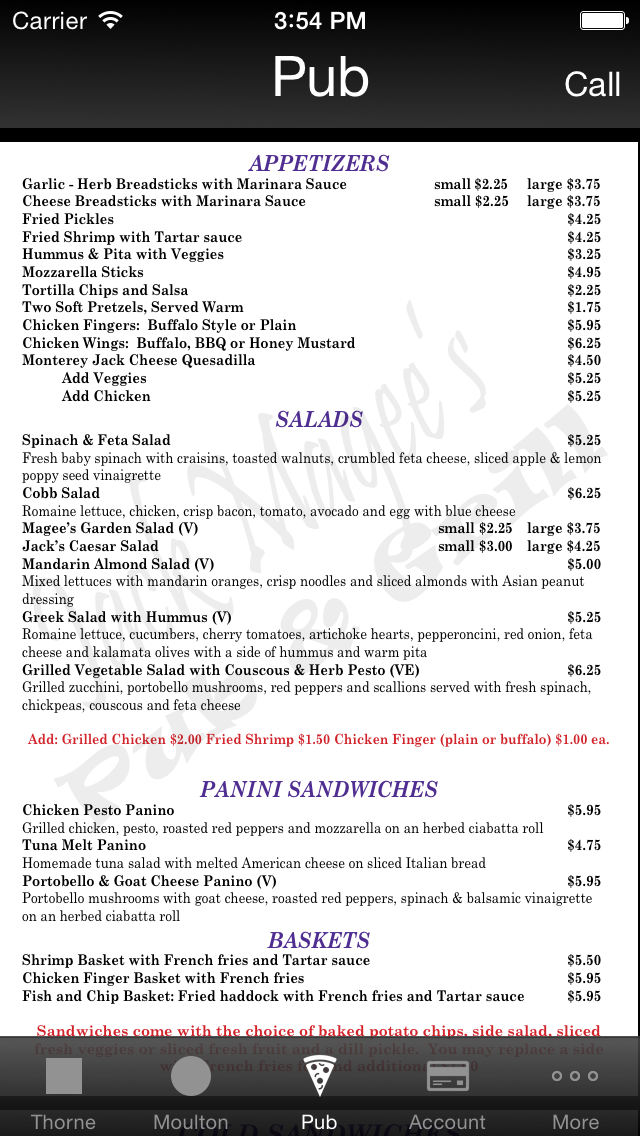 Carrier 3:54 PM
Pub Call
APPETIZERS
Garlic - Herb Breadsticks with Marinara Sauce small $2.25 large $3.75
Cheese Breadsticks with Marinara Sauce small $2.25 large $3.75
Fried Pickles $4.25
Fried Shrimp with Tartar sauce $4.25
Hummus & Pita with Veggies $3.25
Mozzarella Sticks $4.95
Tortilla Chips and Salsa $2.25
Two Soft Pretzels, Served Warm $1.75
Chicken Fingers: Buffalo Style or Plain $5.95
Chicken Wings: Buffalo, BBQ or Honey Mustard $6.25
Monterey Jack Cheese Quesadilla $4.50
Add Veggies $5.25
Add Chicken $5.25
SALADS
Spinach & Feta Salad $5.25
Fresh baby spinach with craisins, toasted walnuts, crumbled feta cheese, sliced apple & lemon
poppy seed vinaigrette
Cobb Salad $6.25
Romaine lettuce, chicken, crisp bacon, tomato, avocado and egg with blue cheese
Magee's Garden Salad (V) small $2.25 large $3.75
Jack's Caesar Salad small $3.00 large $4.25
Mandarin Almond Salad (V) $5.00
Mixed lettuces with mandarin oranges, crisp noodles and sliced almonds with Asian peanut
dressing
Greek Salad with Hummus (V) $5.25
Romaine lettuce, cucumbers, cherry tomatoes, artichoke hearts, pepperoncini, red onion, feta
cheese and kalamata olives with a side of hummus and warm pita
Grilled Vegetable Salad with Couscous & Herb Pesto (VE) $6.25
Grilled zucchini, portobello mushrooms, red peppers and scallions served with fresh spinach,
chickpeas, couscous and feta cheese
Add: Grilled Chicken $2.00 Fried Shrimp $1.50 Chicken Finger (plain or buffalo) $1.00 ea.
PANINI SANDWICHES
Chicken Pesto Panino $5.95
Grilled chicken, pesto, roasted red peppers and mozzarella on an herbed ciabatta roll
Tuna Melt Panino $4.75
Homemade tuna salad with melted American cheese on sliced Italian bread
Portobello & Goat Cheese Panino (V) $5.95
Portobello mushrooms with goat cheese, roasted red peppers, spinach & balsamic vinaigrette
on an herbed ciabatta roll
BASKETS
Shrimp Basket with French fries and Tartar sauce $5.50
Chicken Finger Basket with French fries $5.95
Fish and Chip Basket: Fried haddock with French fries and Tartar sauce $5.95
Sandwiches come with the choice of baked potato chips, side salad, sliced
fresh veggies or sliced fresh fruit and a dill pickle. You may replace a side
French fries
COLD SANDWICHES
Jack Magee's
Pub & Grill
Thorne Moulton Pub Account More